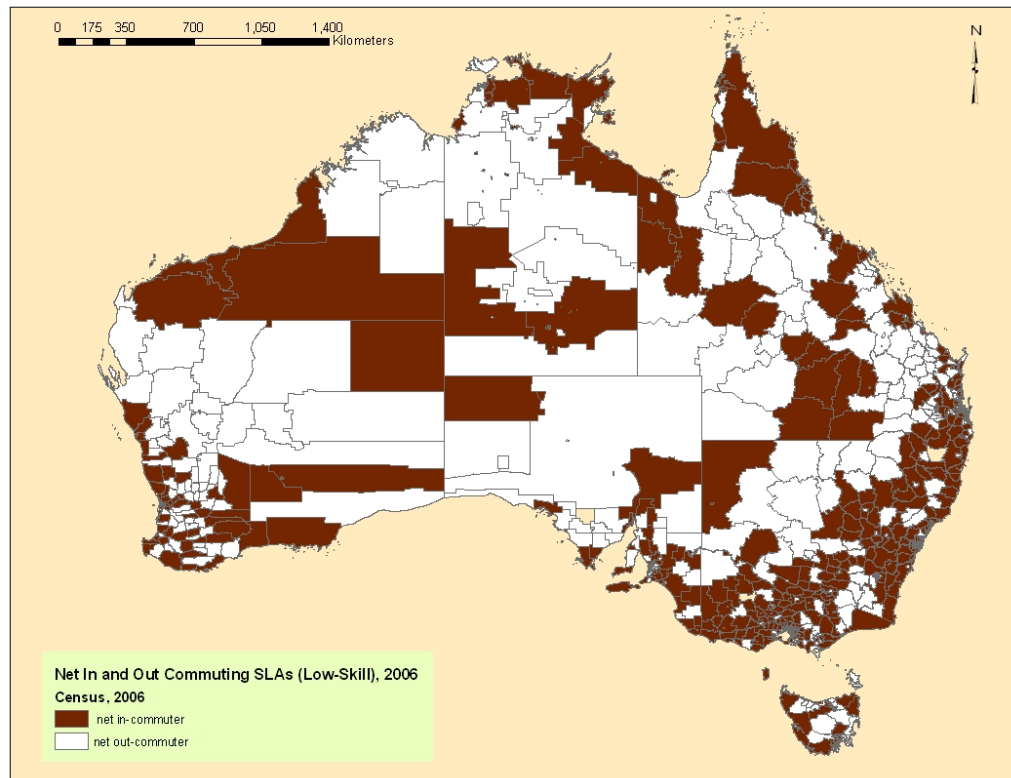 0 175 350 700 1,050 1,400
Kilometers
N
Net In and Out Commuting SLAs (Low-Skill), 2006
Census, 2006
net in-commuter
net out-commuter